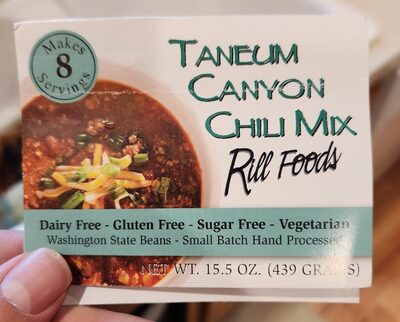 Makes
8
Servings
TANEUM
CANYON
CHILI MIX
Rill Foods
Dairy Free - Gluten Free - Sugar Free - Vegetarian
Washington State Beans - Small Batch Hand Processed
NET WT. 15.5 OZ. (439 GRAMS)